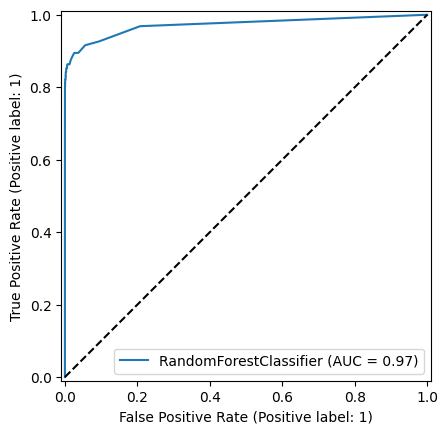 1.0
0.8
0.6
0.4
0.2
0.0
True Positive Rate (Positive label: 1)
RandomForestClassifier (AUC = 0.97)
0.0 0.2 0.4 0.6 0.8 1.0
False Positive Rate (Positive label: 1)